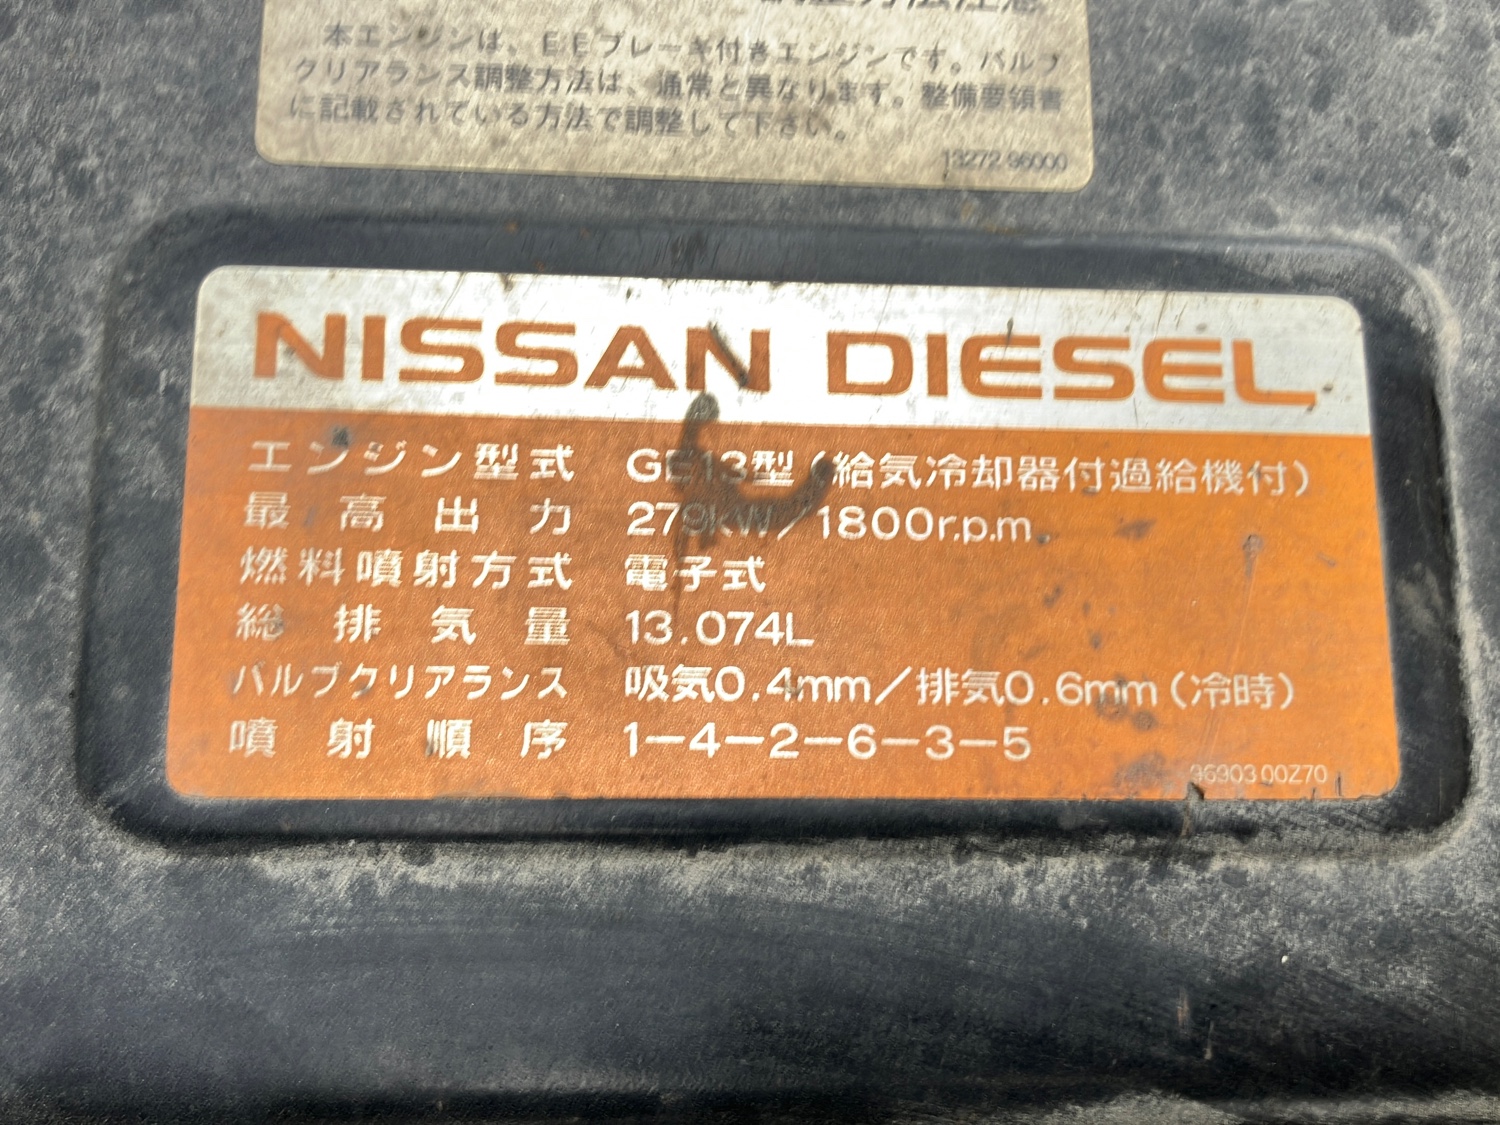 調整方法注意
本エンジンは、EEブレーキ付きエンジンです。バルブ
クリアランス調整方法は、通常と異なります。整備要領書
に記載されている方法で調整して下さい。
13272 96000
NISSAN DIESEL
エンジン型式 GE13型(給気冷却器付過給機付)
最高出力 279kW/1800r.p.m.
燃料噴射方式 電子式
総排気量 13.074L
バルブクリアランス 吸気0.4mm/排気0.6mm(冷時)
噴射順序 1-4-2-6-3-5
96903 00Z70